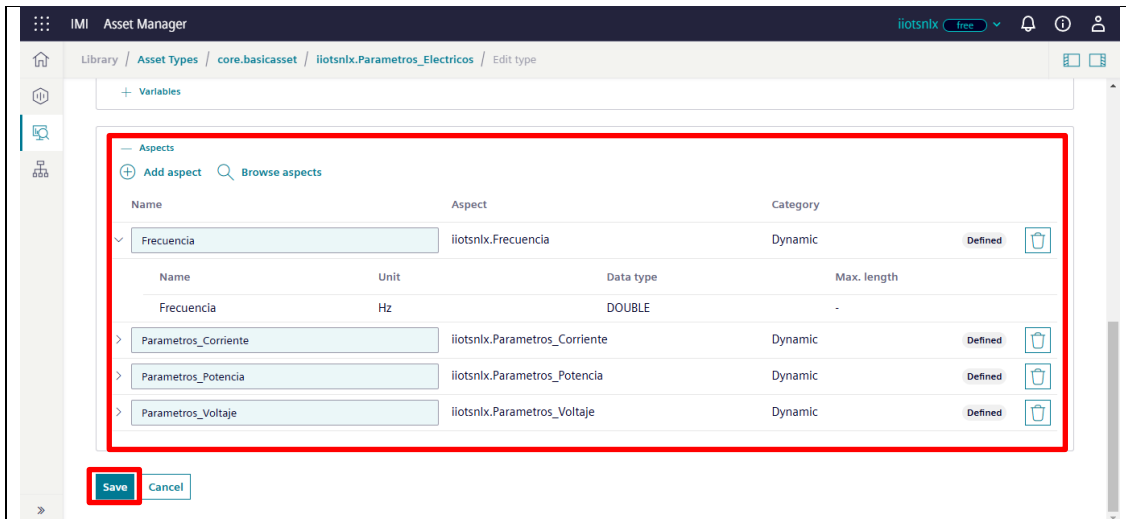 IMI Asset Manager iiotsnlx free
Library / Asset Types / core.basicasset / iiotsnlx.Parametros_Electricos / Edit type
+ Variables
— Aspects
Add aspect Browse aspects
Name Aspect Category
Frecuencia iiotsnlx.Frecuencia Dynamic Defined
Name Unit Data type Max. length
Frecuencia Hz DOUBLE -
Parametros_Corriente iiotsnlx.Parametros_Corriente Dynamic Defined
Parametros_Potencia iiotsnlx.Parametros_Potencia Dynamic Defined
Parametros_Voltaje iiotsnlx.Parametros_Voltaje Dynamic Defined
Save Cancel